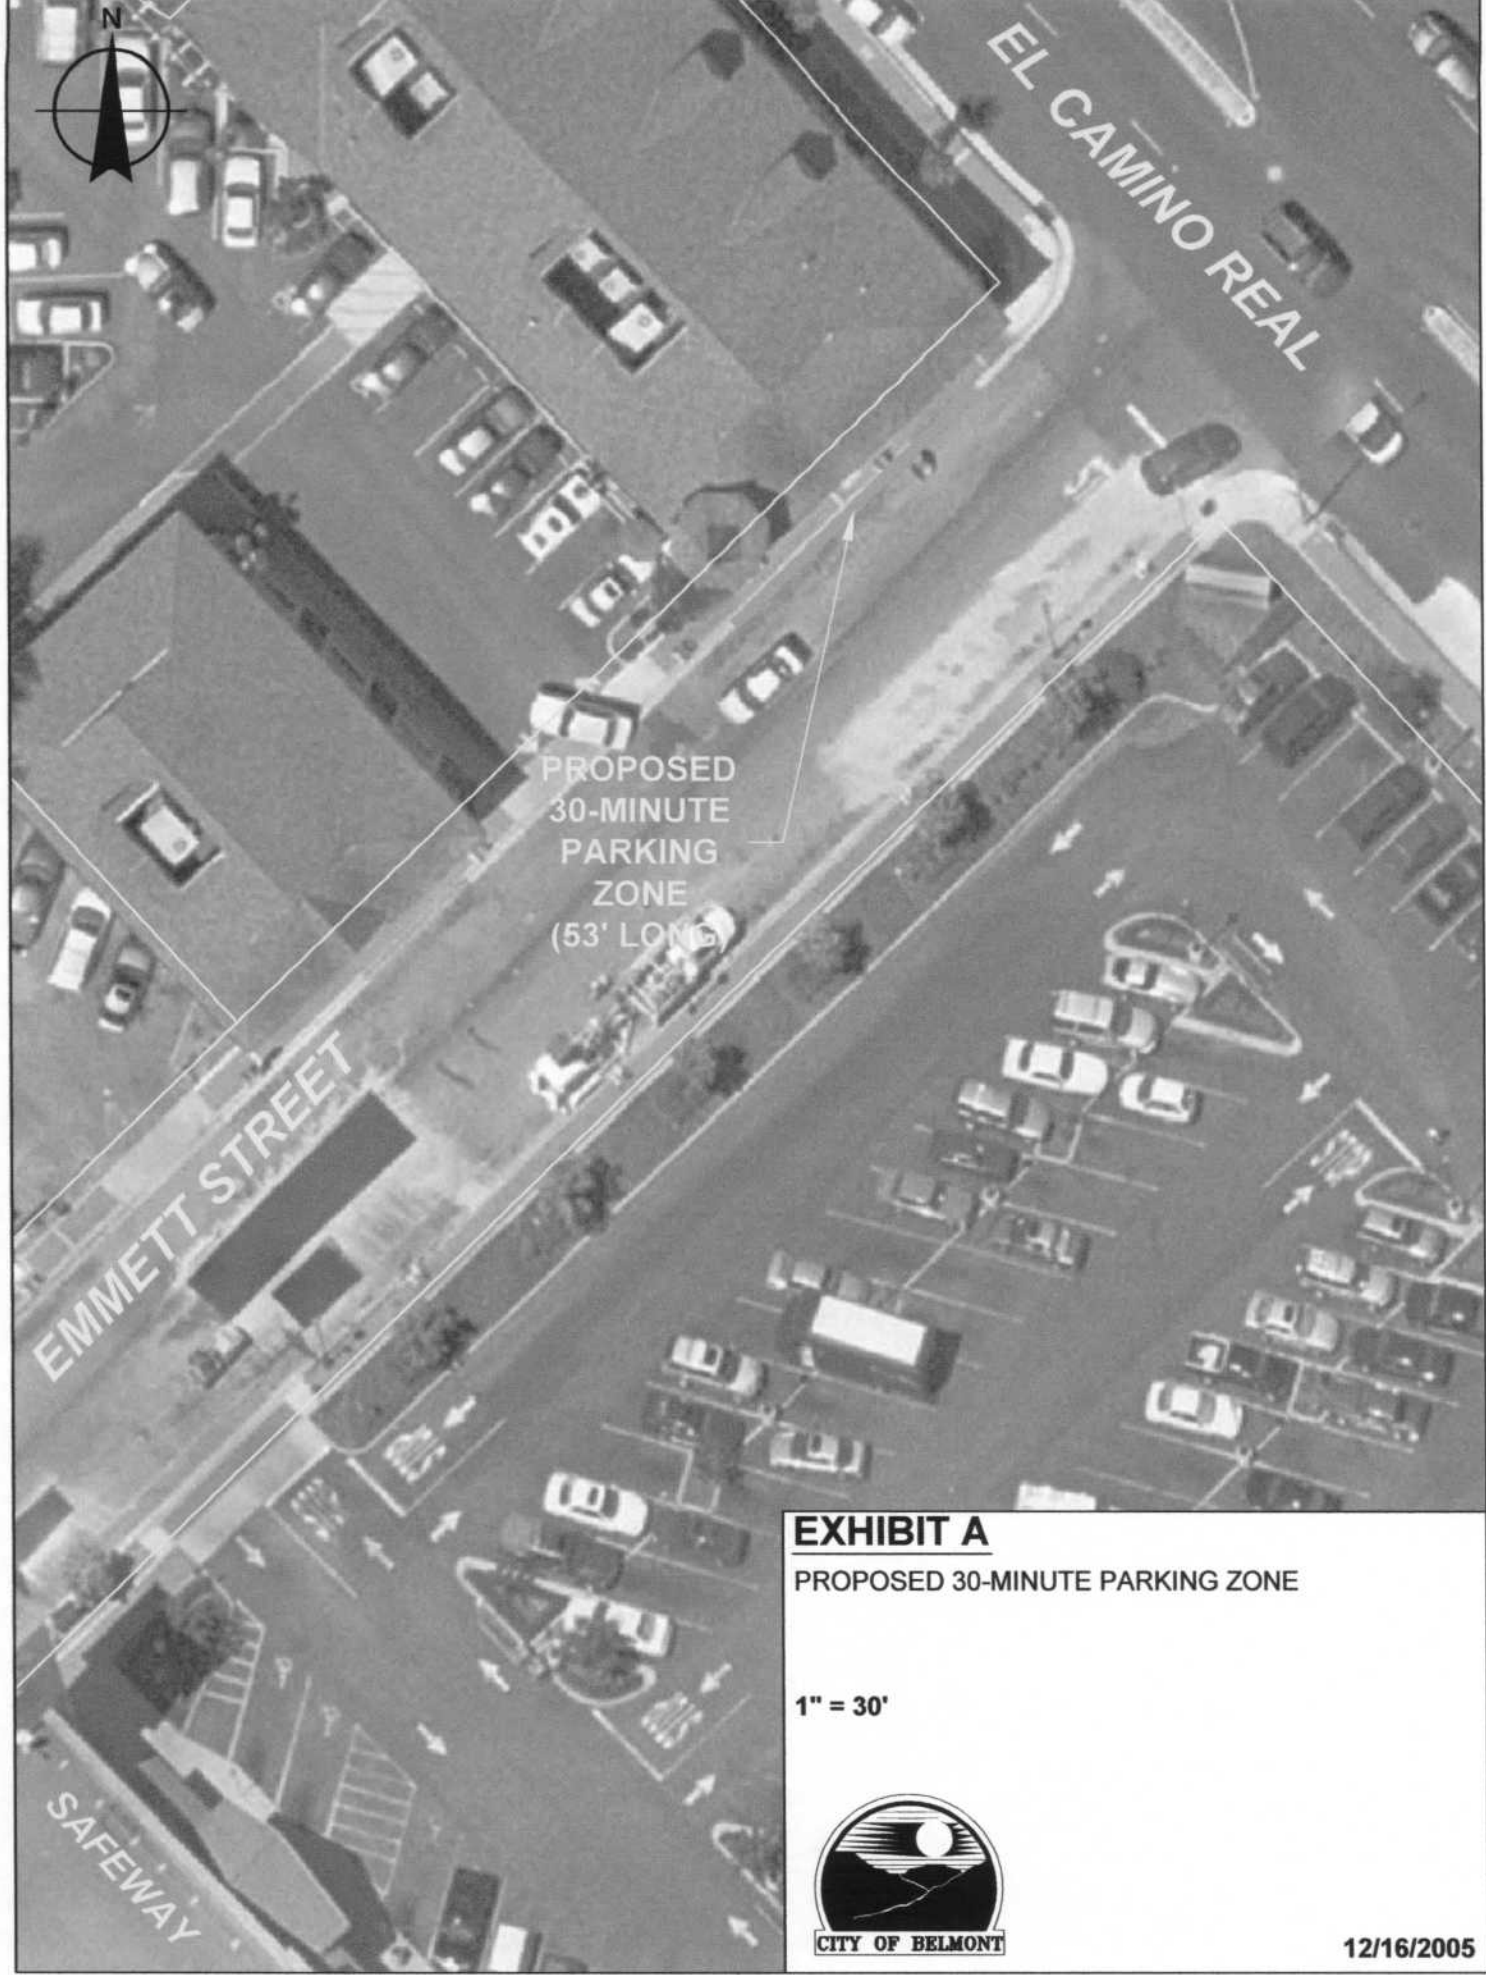 N
EL CAMINO REAL
PROPOSED
30-MINUTE
PARKING
ZONE
(53' LONG)
EMMETT STREET
SAFEWAY
EXHIBIT A
PROPOSED 30-MINUTE PARKING ZONE
1" = 30'
CITY OF BELMONT
12/16/2005